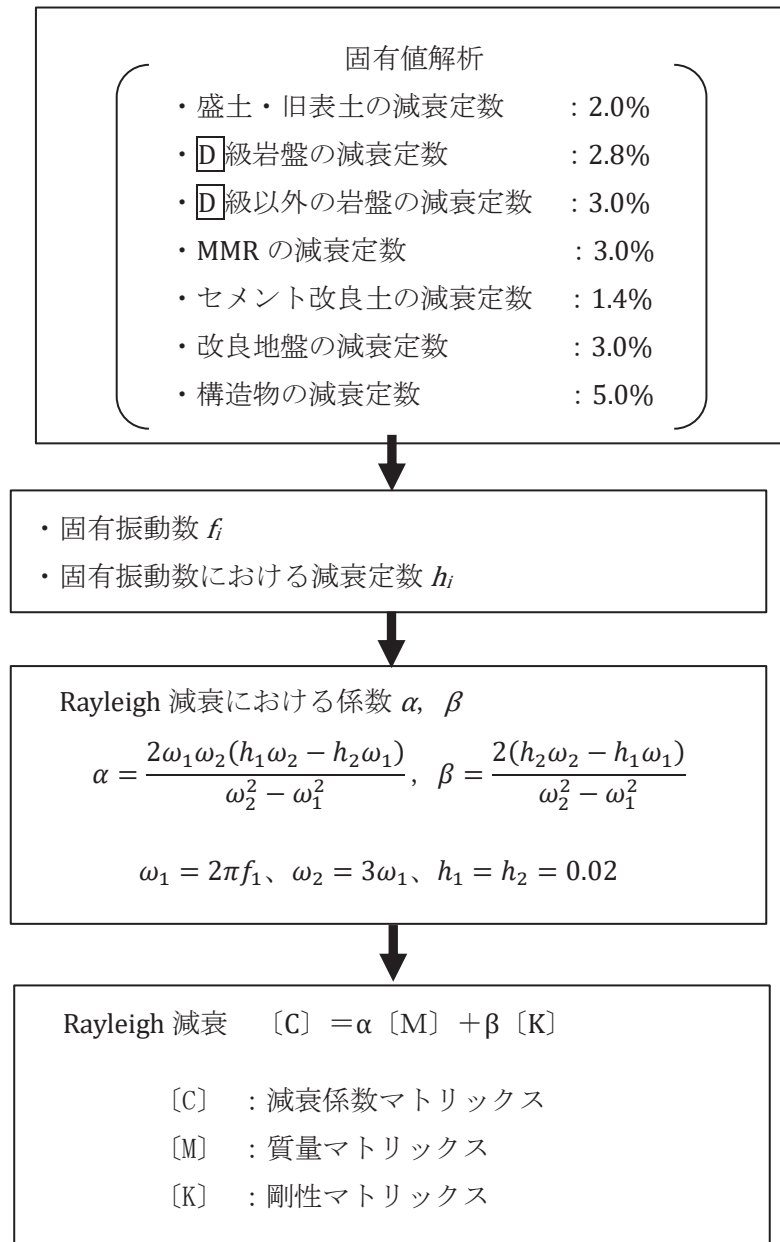 固有値解析
・盛土・旧表土の減衰定数 : 2.0%
・D級岩盤の減衰定数 : 2.8%
・D級以外の岩盤の減衰定数 : 3.0%
・MMR の減衰定数 : 3.0%
・セメント改良土の減衰定数 : 1.4%
・改良地盤の減衰定数 : 3.0%
・構造物の減衰定数 : 5.0%
・固有振動数 fᵢ
・固有振動数における減衰定数 hᵢ
Rayleigh 減衰における係数 α, β
α = 2ω₁ω₂(h₁ω₂ − h₂ω₁) / (ω₂² − ω₁²), β = 2(h₂ω₂ − h₁ω₁) / (ω₂² − ω₁²)
ω₁ = 2πf₁、ω₂ = 3ω₁、h₁ = h₂ = 0.02
Rayleigh 減衰 〔C〕＝α〔M〕＋β〔K〕
〔C〕 : 減衰係数マトリックス
〔M〕 : 質量マトリックス
〔K〕 : 剛性マトリックス